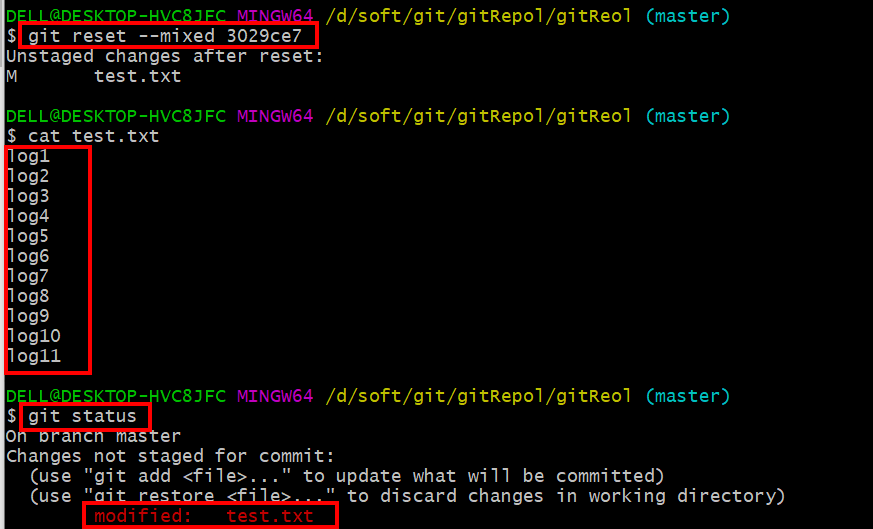 DELL@DESKTOP-HVC8JFC MINGW64 /d/soft/git/gitRepol/gitReol (master)
$ git reset --mixed 3029ce7
Unstaged changes after reset:
M       test.txt
DELL@DESKTOP-HVC8JFC MINGW64 /d/soft/git/gitRepol/gitReol (master)
$ cat test.txt
log1
log2
log3
log4
log5
log6
log7
log8
log9
log10
log11
DELL@DESKTOP-HVC8JFC MINGW64 /d/soft/git/gitRepol/gitReol (master)
$ git status
On branch master
Changes not staged for commit:
  (use "git add <file>..." to update what will be committed)
  (use "git restore <file>..." to discard changes in working directory)
        modified:   test.txt